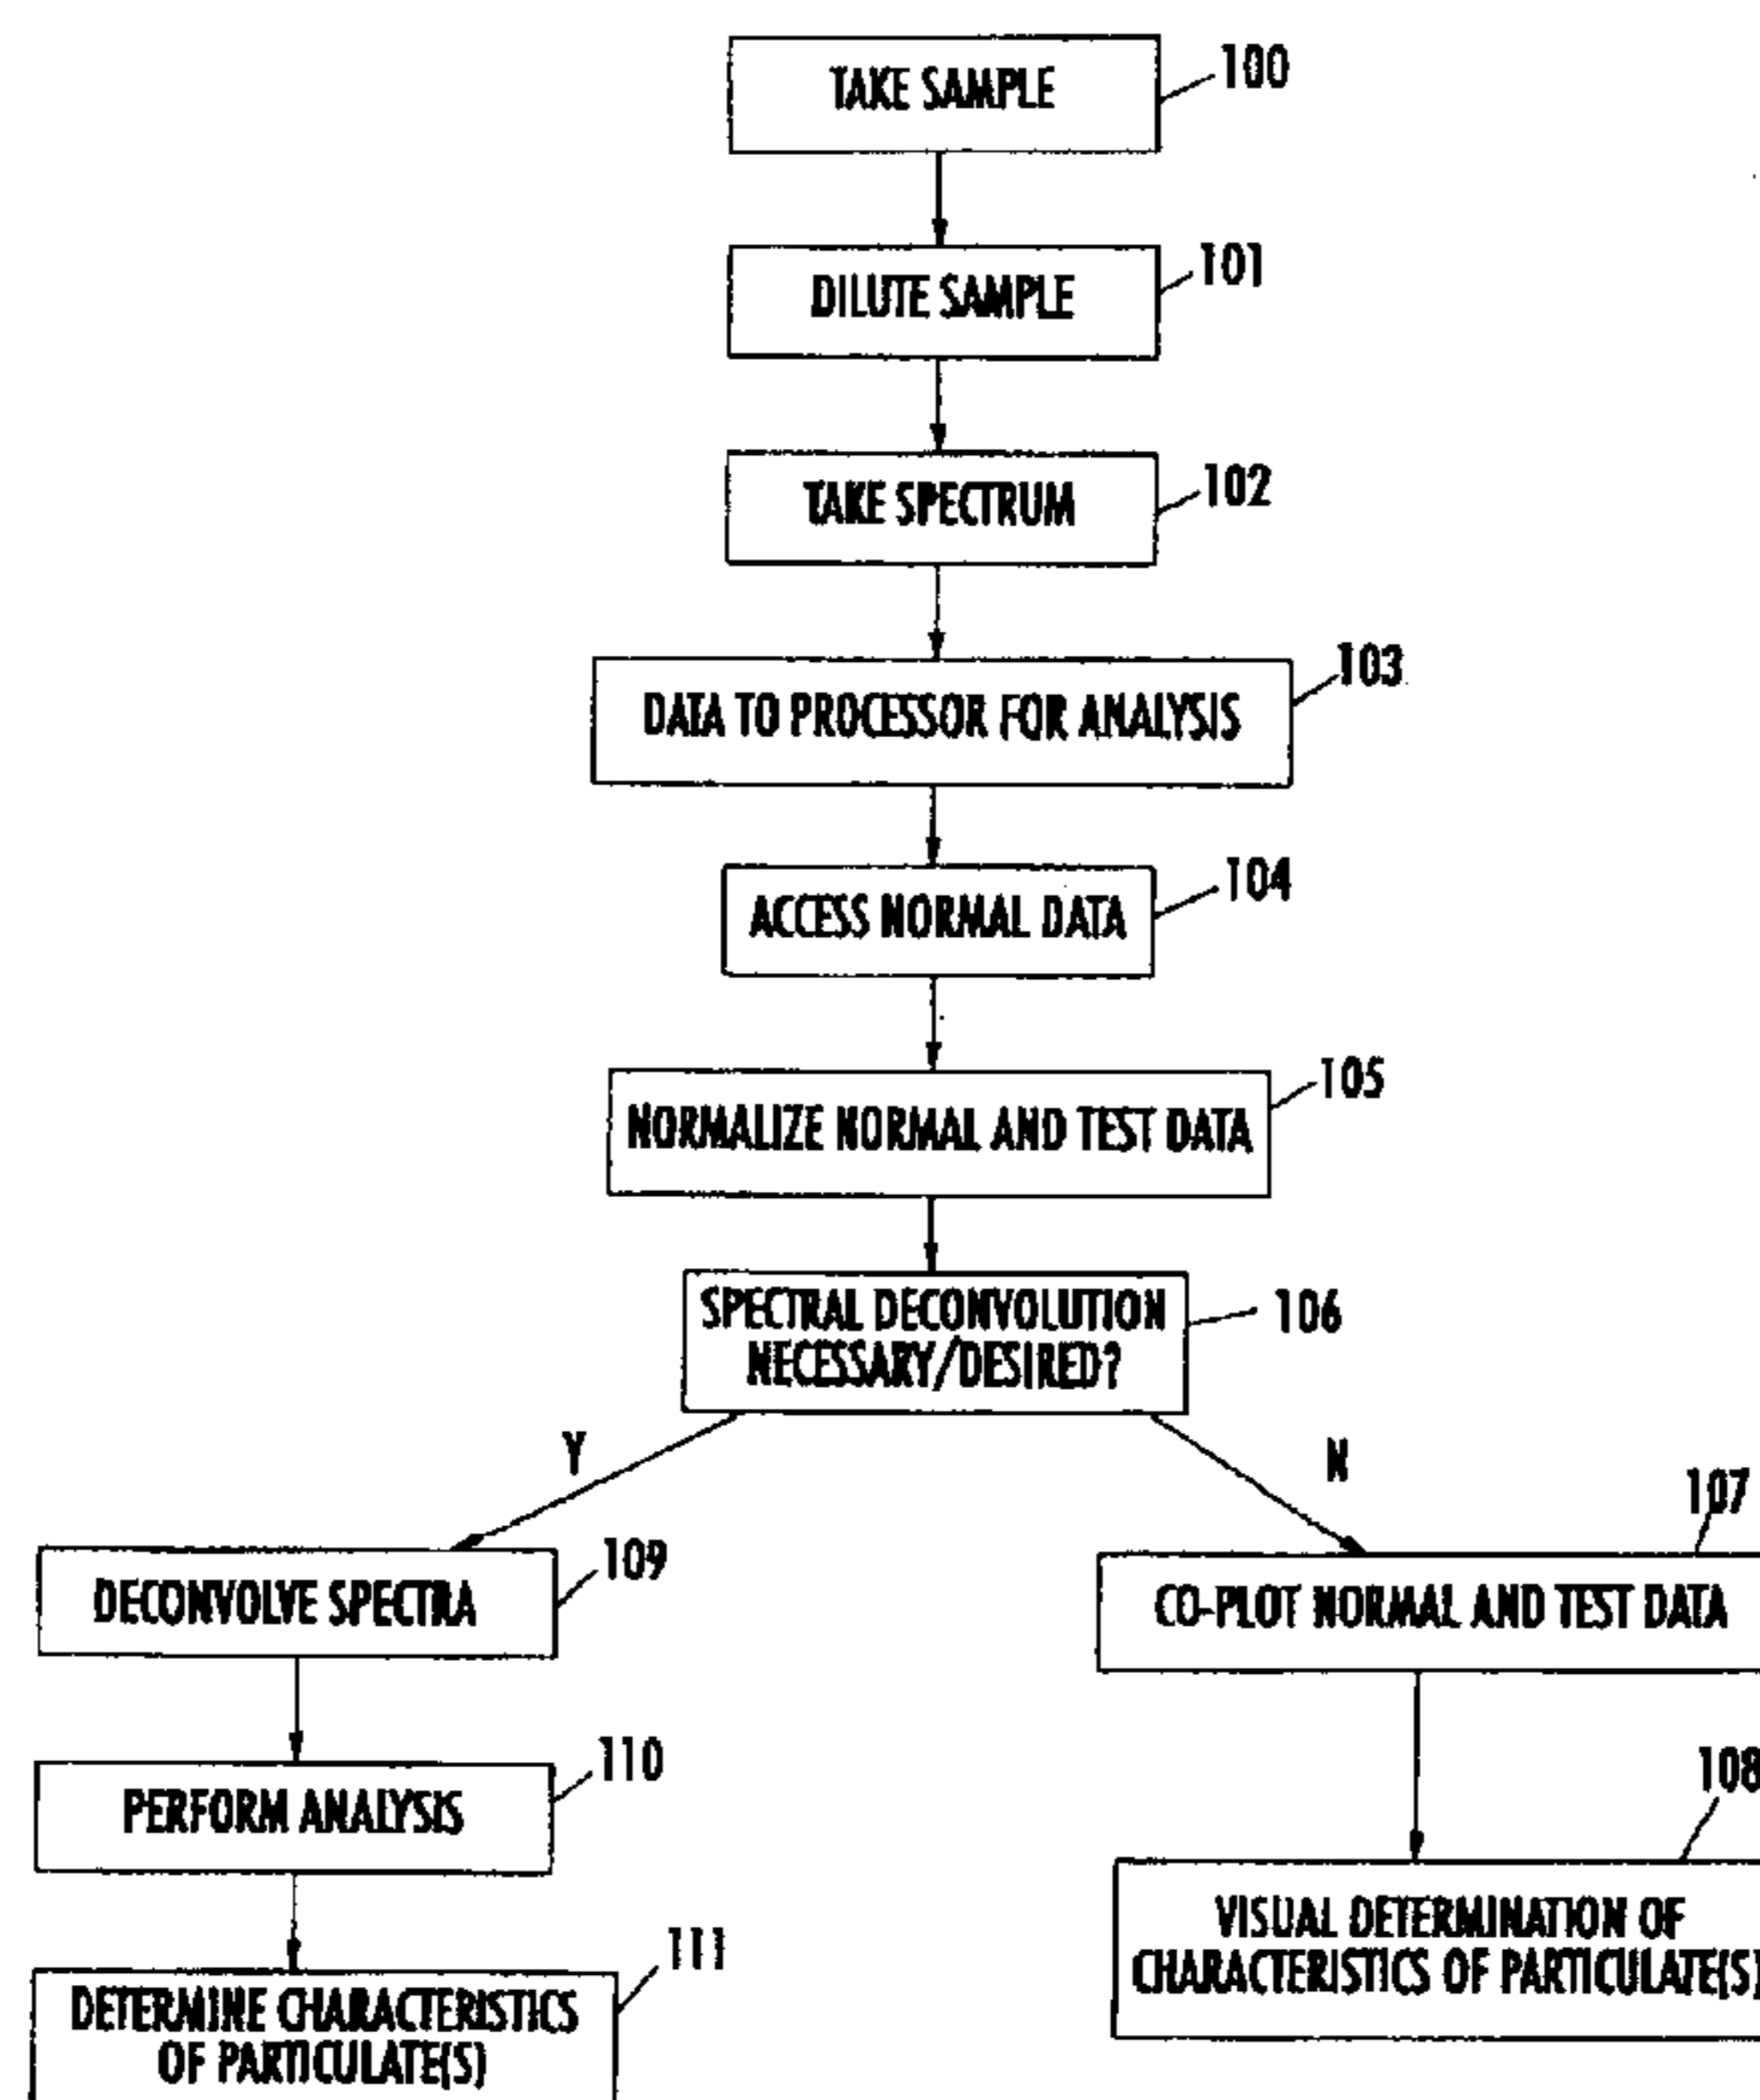 TAKE SAMPLE
100
DILUTE SAMPLE
101
TAKE SPECTRUM
102
DATA TO PROCESSOR FOR ANALYSIS
103
ACCESS NORMAL DATA
104
NORMALIZE NORMAL AND TEST DATA
105
SPECTRAL DECONVOLUTION
NECESSARY/DESIRED?
106
Y
N
DECONVOLVE SPECTRA
109
CO-PLOT NORMAL AND TEST DATA
107
PERFORM ANALYSIS
110
VISUAL DETERMINATION OF
CHARACTERISTICS OF PARTICULATE(S)
108
DETERMINE CHARACTERISTICS
OF PARTICULATE(S)
111